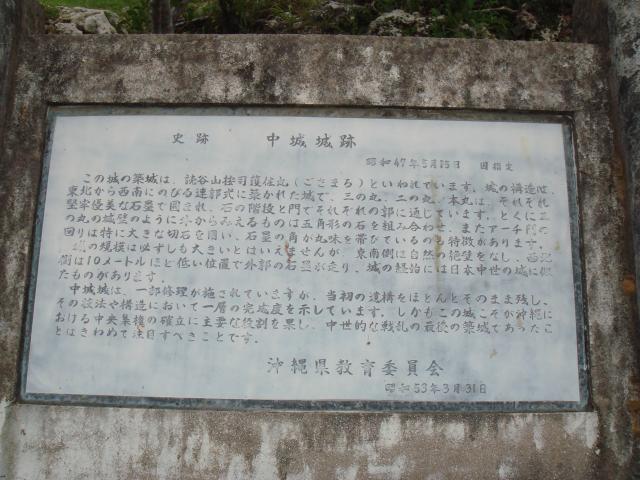 史跡 中城城跡
昭和47年5月15日 国指定
この城の築城は、読谷山按司護佐丸(ごさまる)といわれています。城の構造は、
東北から西南にのびる連郭式に築かれた城で、三の丸、二の丸、本丸は、それぞれ
堅牢優美な石塁で囲まれ、石の階段と門でそれぞれの郭に通じています。とくに三
の丸の城壁のように外からみえるものは五角形の石を組み合わせ、またアーチ門の
回りは特に大きな切石を用い、石塁の角が丸味を帯びているのも特徴があります。
の規模は必ずしも大きいとはいえませんが、東南側は自然の絶壁をなし、西北
側は10メートルほど低い位置で外郭の石塁が走り、城の経始には日本中世の城に似
たものがあります。
中城城は、一部修理が施されていますが、当初の遺構をほとんどそのまま残し、
その技法や構造において一層の完成度を示しています。しかもこの城こそが沖縄に
おける中央集権の確立に主要な役割を果し、中世的な戦乱の最後の築城であったこ
とはきわめて注目すべきことです。
沖縄県教育委員会
昭和53年3月31日